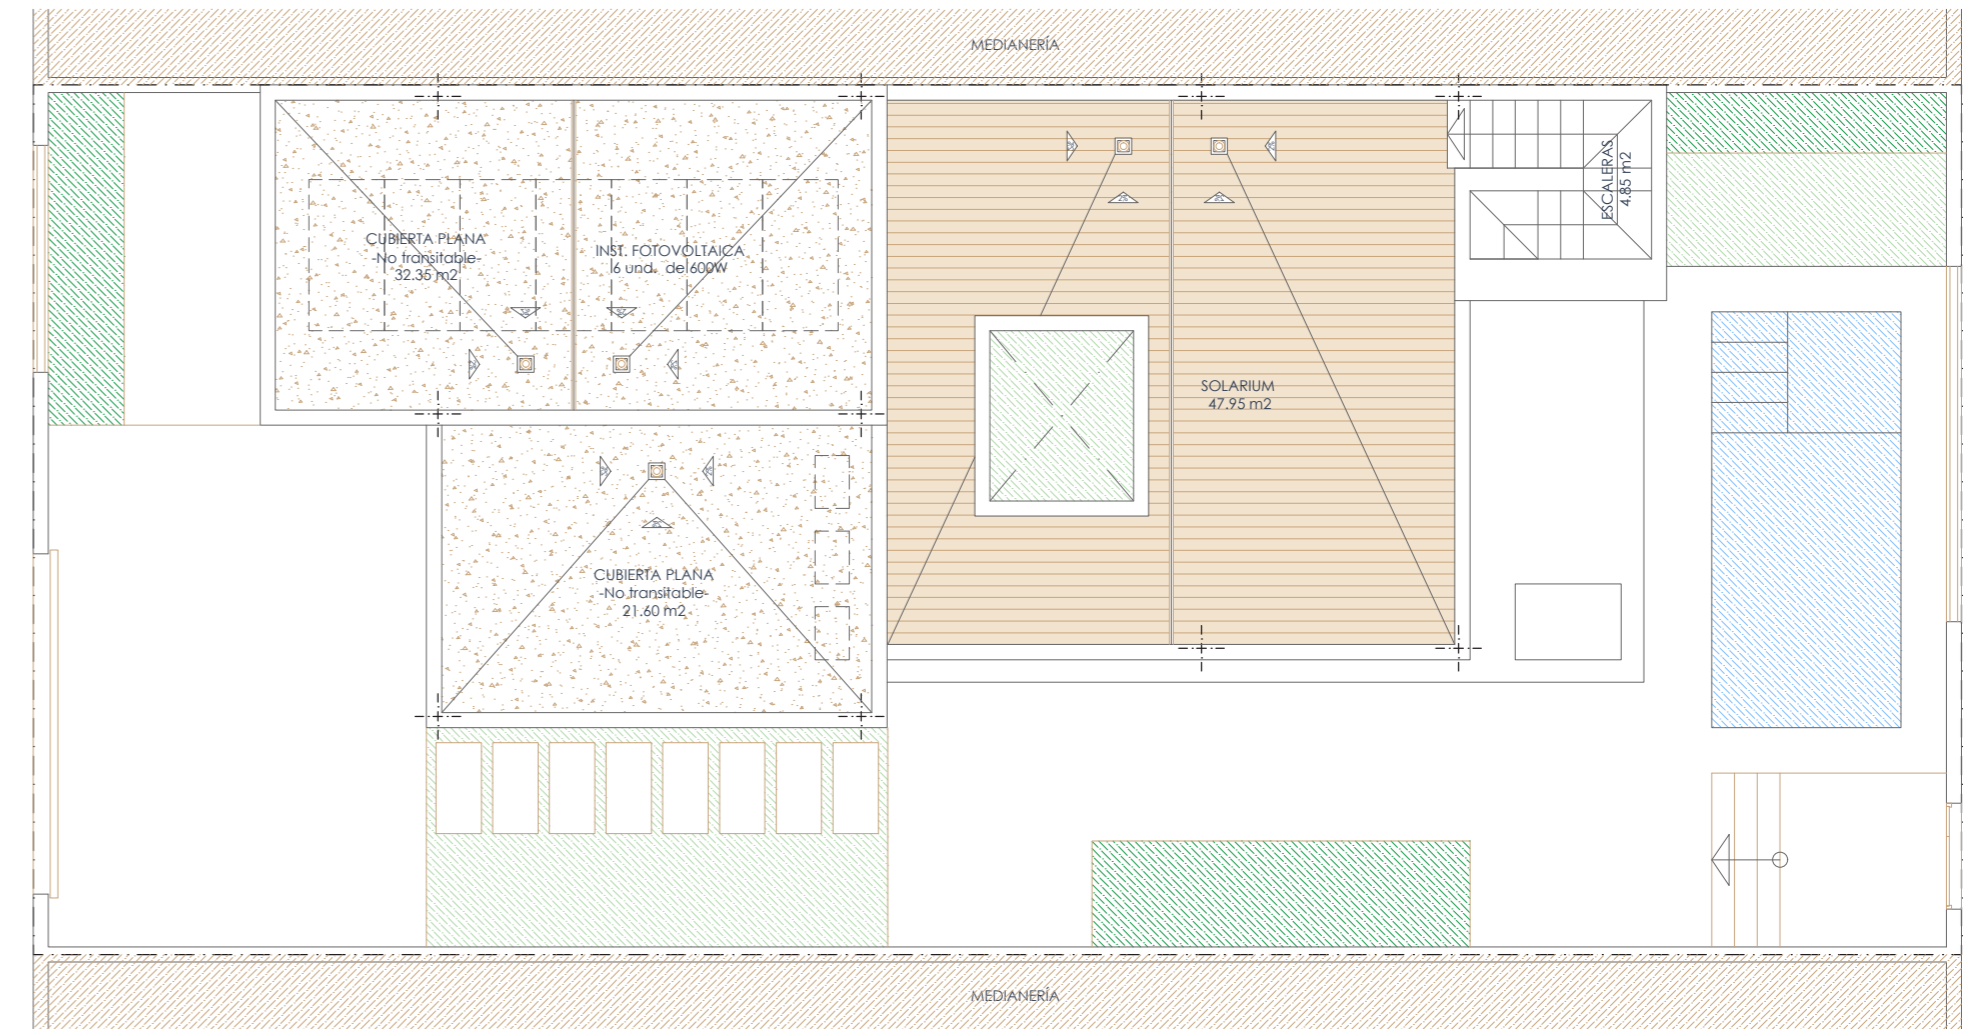 MEDIANERÍA
CUBIERTA PLANA
-No transitable-
32.35 m2
INST. FOTOVOLTAICA
6 und. de 600W
ESCALERAS
4.85 m2
SOLARIUM
47.95 m2
CUBIERTA PLANA
-No transitable-
21.60 m2
MEDIANERÍA